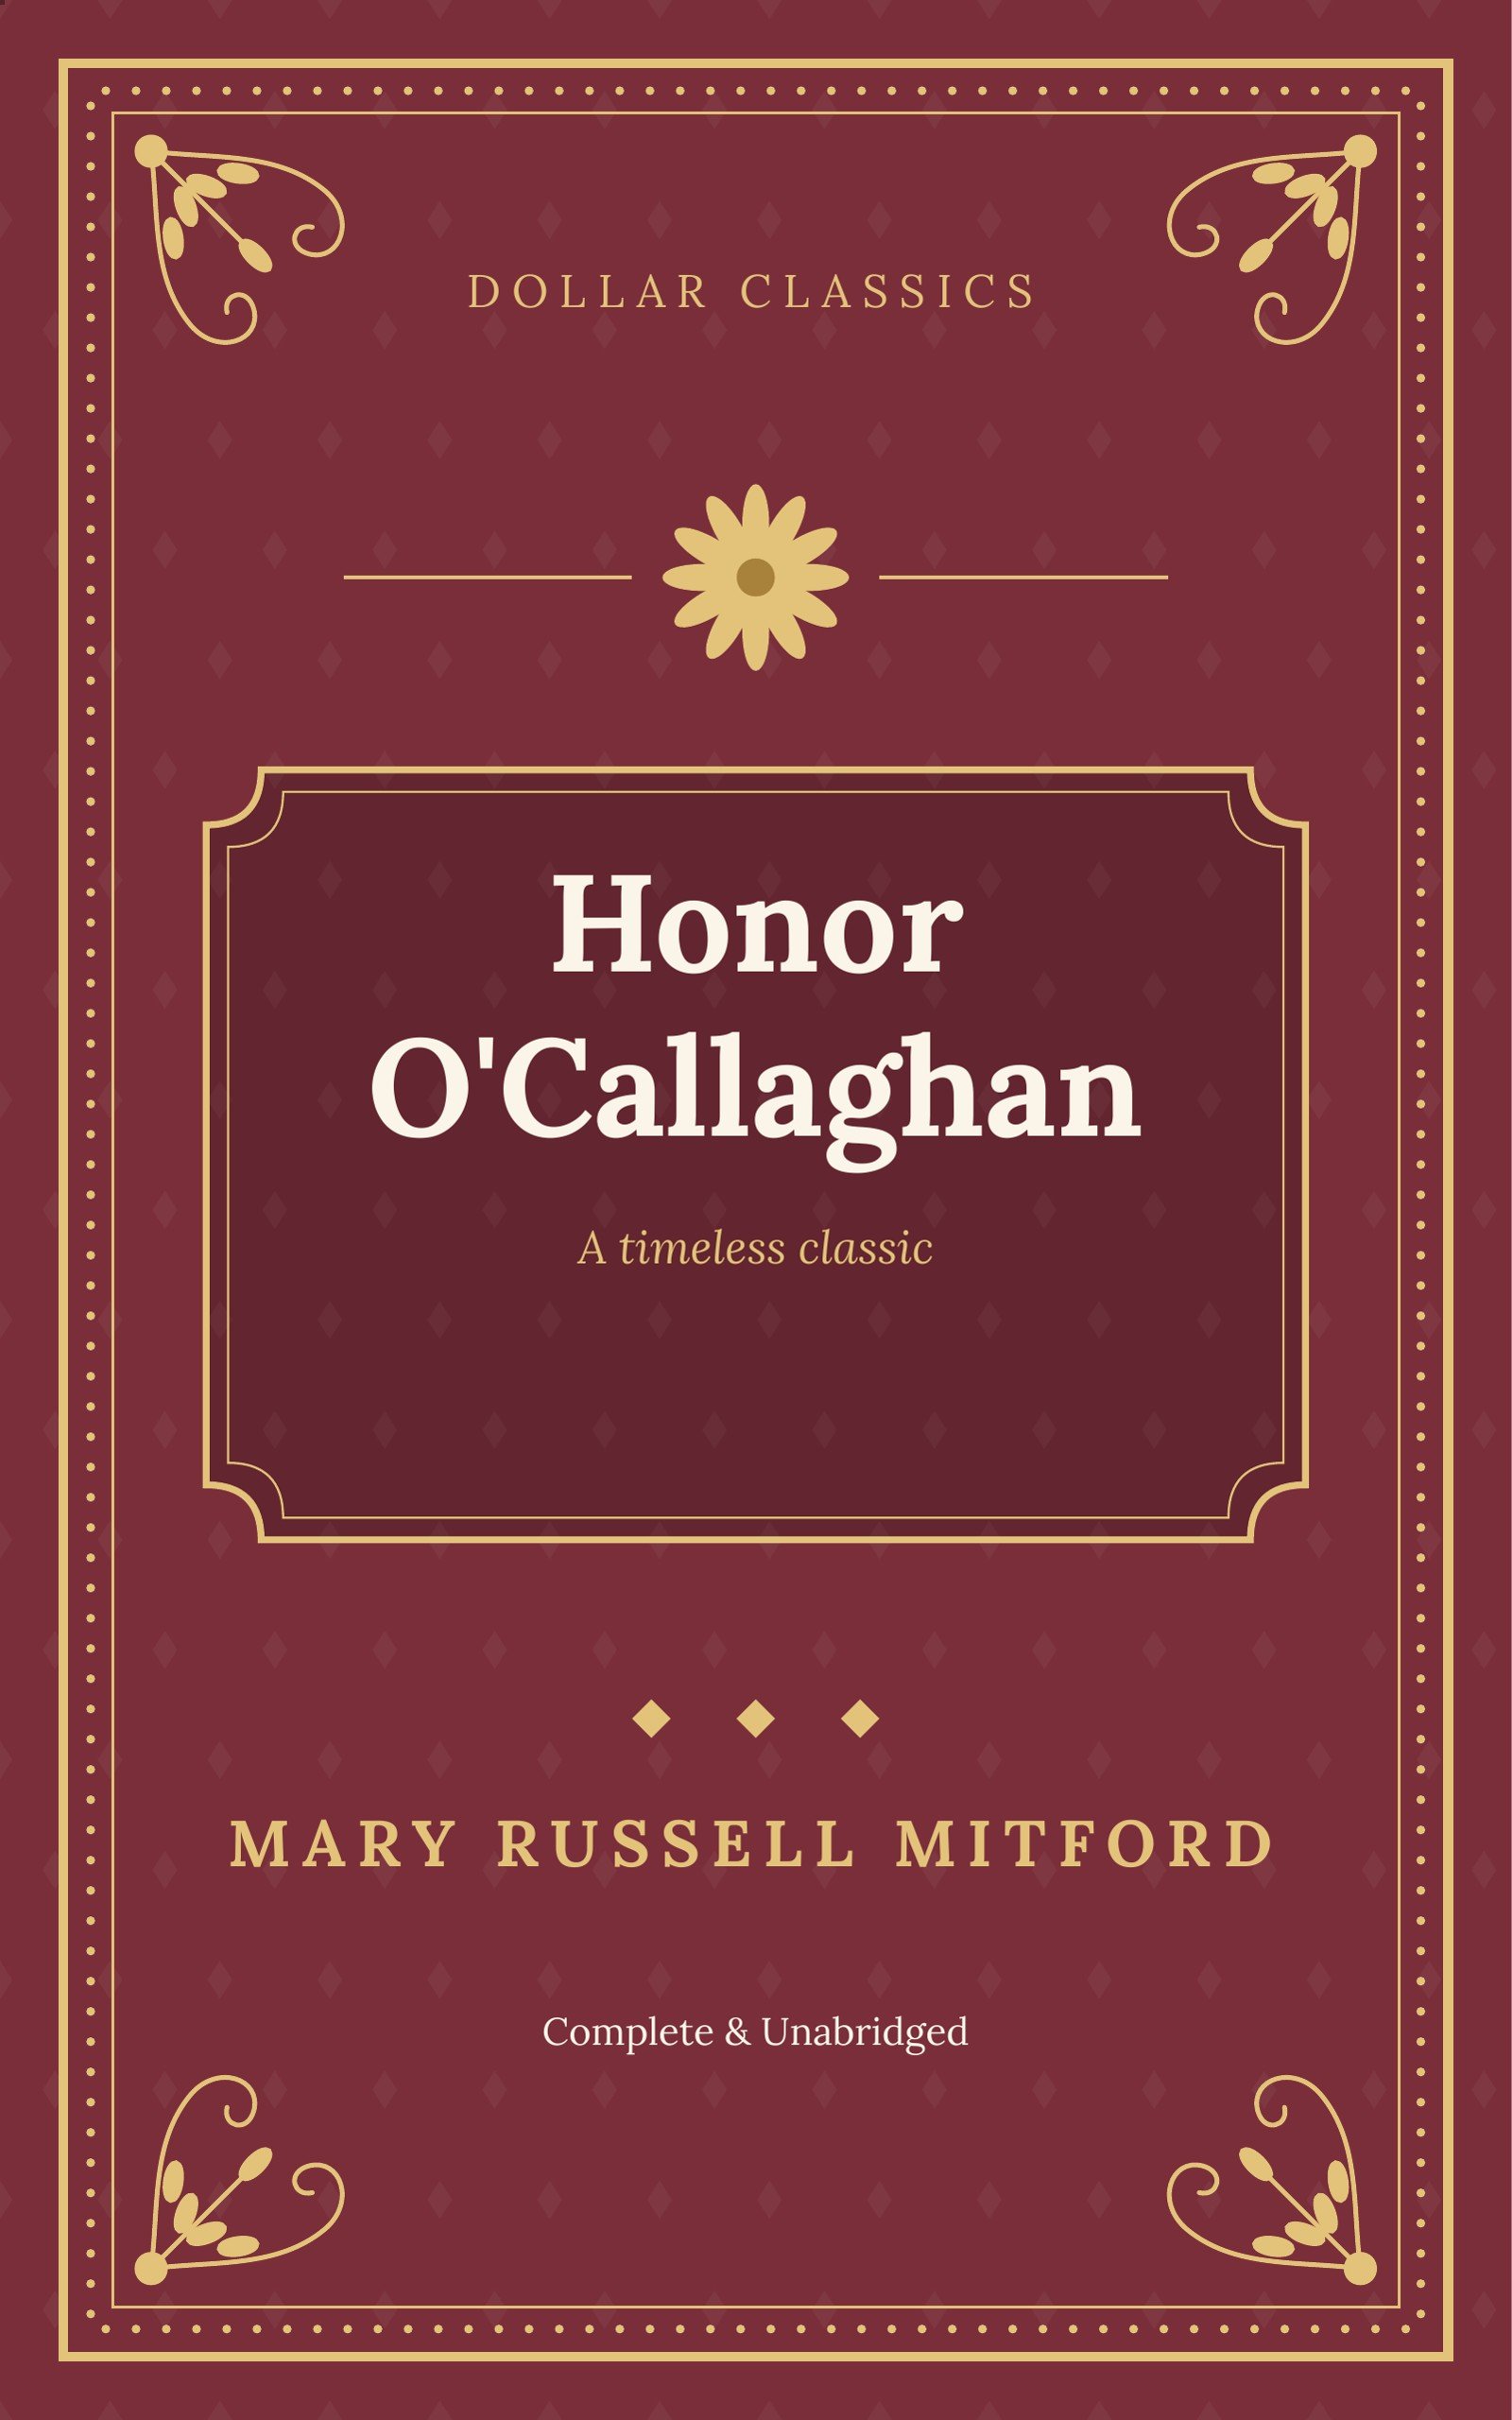 DOLLAR CLASSICS
Honor
O'Callaghan
A timeless classic
MARY RUSSELL MITFORD
Complete & Unabridged